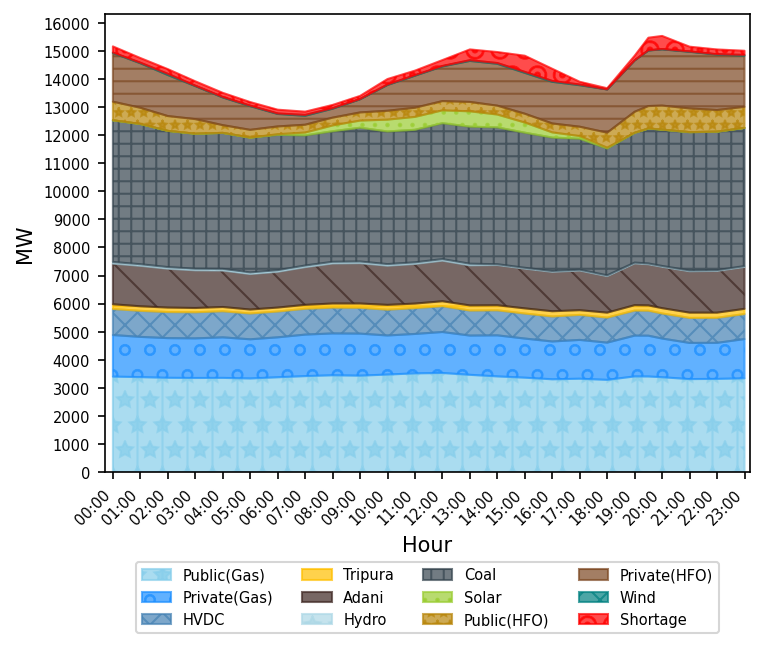 16000
15000
14000
13000
12000
11000
10000
9000
8000
7000
6000
5000
4000
3000
2000
1000
0
MW
00:00 01:00 02:00 03:00 04:00 05:00 06:00 07:00 08:00 09:00 10:00 11:00 12:00 13:00 14:00 15:00 16:00 17:00 18:00 19:00 20:00 21:00 22:00 23:00
Hour
Public(Gas) Tripura Coal Private(HFO)
Private(Gas) Adani Solar Wind
HVDC Hydro Public(HFO) Shortage